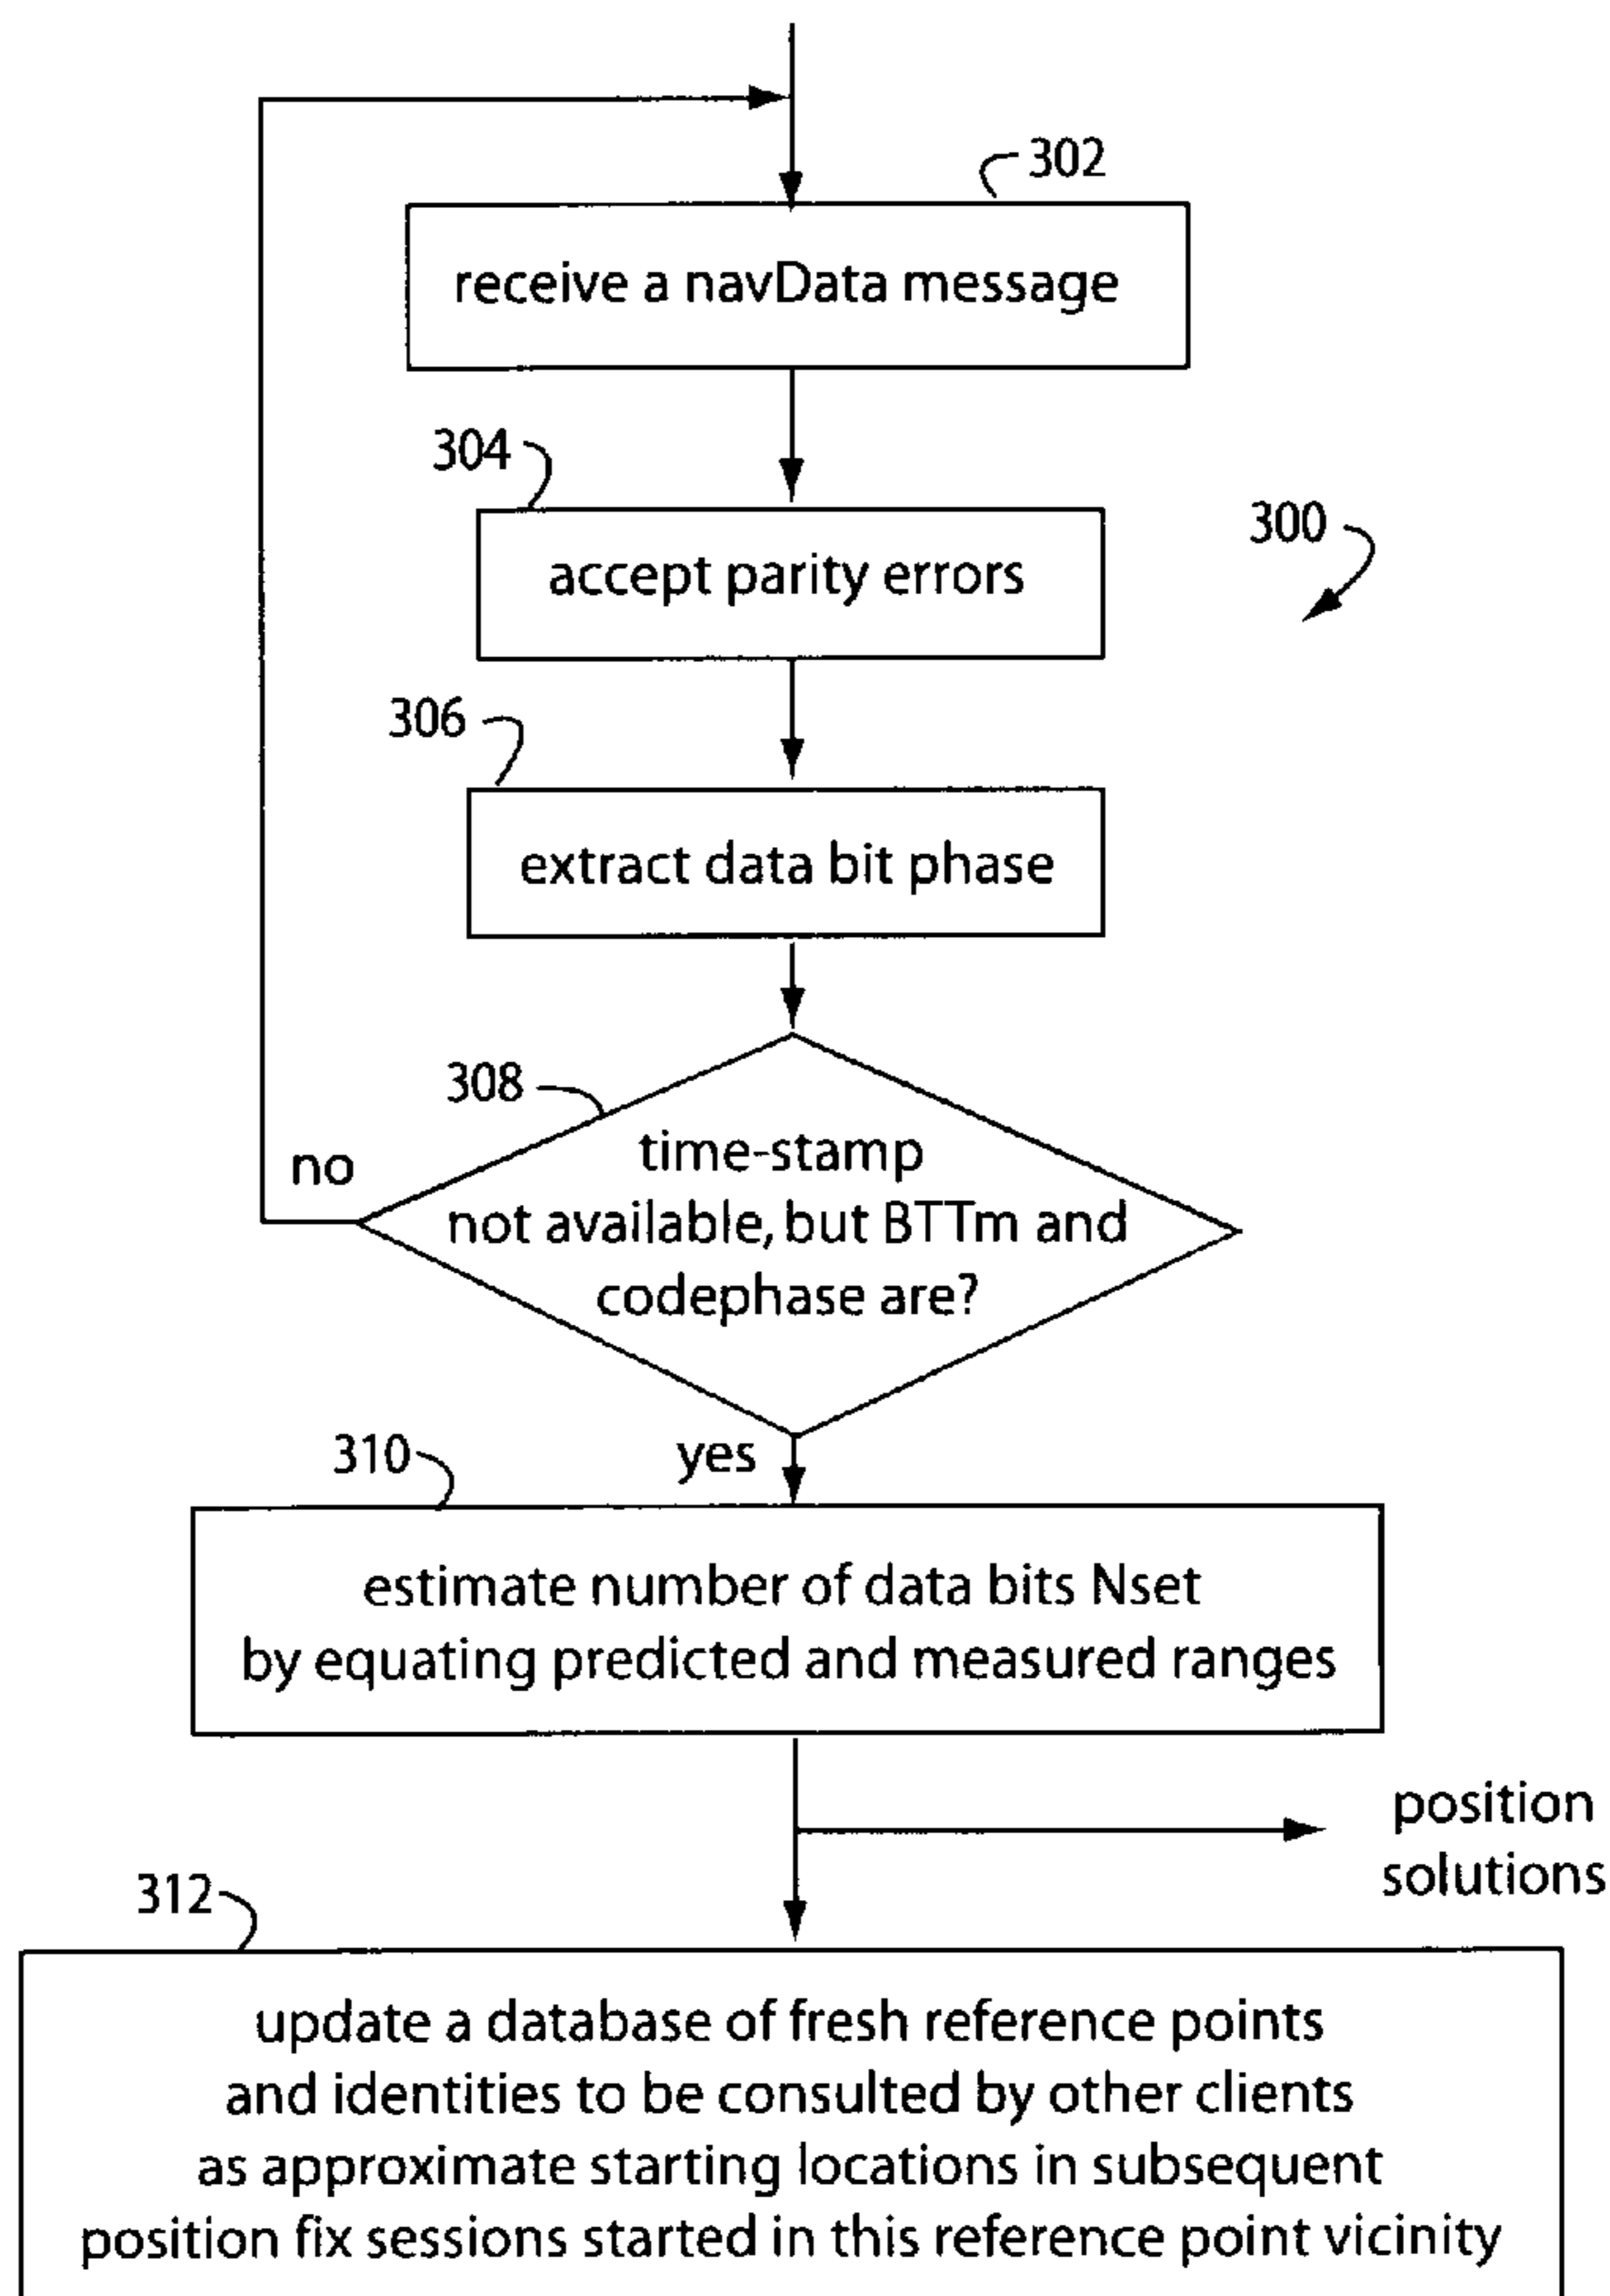 302
receive a navData message
304
accept parity errors
300
306
extract data bit phase
308
time-stamp
not available, but BTTm and
codephase are?
no
yes
310
estimate number of data bits Nset
by equating predicted and measured ranges
position
solutions
312
update a database of fresh reference points
and identities to be consulted by other clients
as approximate starting locations in subsequent
position fix sessions started in this reference point vicinity